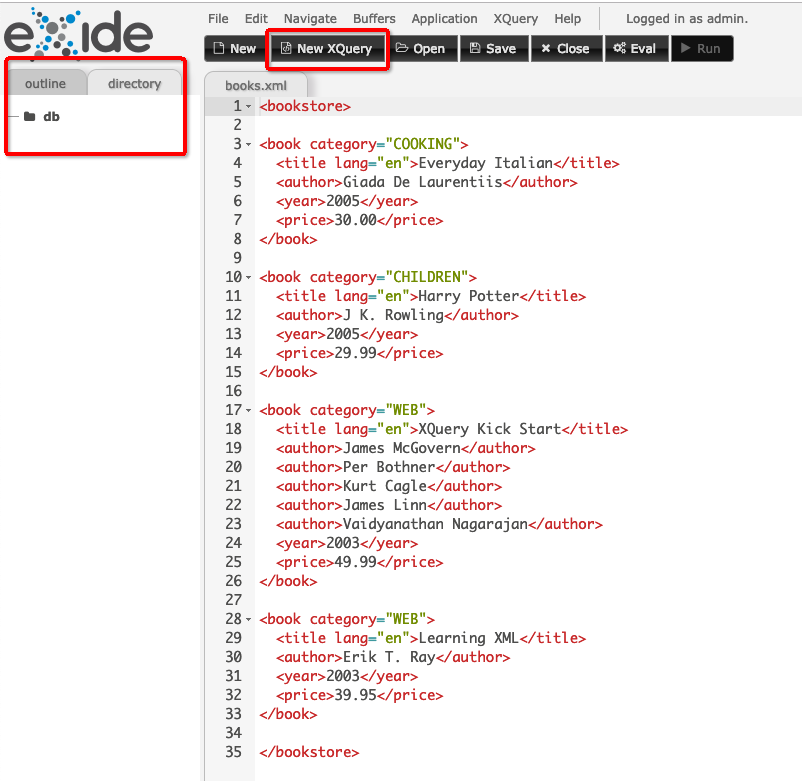 eXide
File Edit Navigate Buffers Application XQuery Help Logged in as admin.
New New XQuery Open Save Close Eval Run
outline directory
db
books.xml
1 <bookstore>
2
3 <book category="COOKING">
4   <title lang="en">Everyday Italian</title>
5   <author>Giada De Laurentiis</author>
6   <year>2005</year>
7   <price>30.00</price>
8 </book>
9
10 <book category="CHILDREN">
11   <title lang="en">Harry Potter</title>
12   <author>J K. Rowling</author>
13   <year>2005</year>
14   <price>29.99</price>
15 </book>
16
17 <book category="WEB">
18   <title lang="en">XQuery Kick Start</title>
19   <author>James McGovern</author>
20   <author>Per Bothner</author>
21   <author>Kurt Cagle</author>
22   <author>James Linn</author>
23   <author>Vaidyanathan Nagarajan</author>
24   <year>2003</year>
25   <price>49.99</price>
26 </book>
27
28 <book category="WEB">
29   <title lang="en">Learning XML</title>
30   <author>Erik T. Ray</author>
31   <year>2003</year>
32   <price>39.95</price>
33 </book>
34
35 </bookstore>